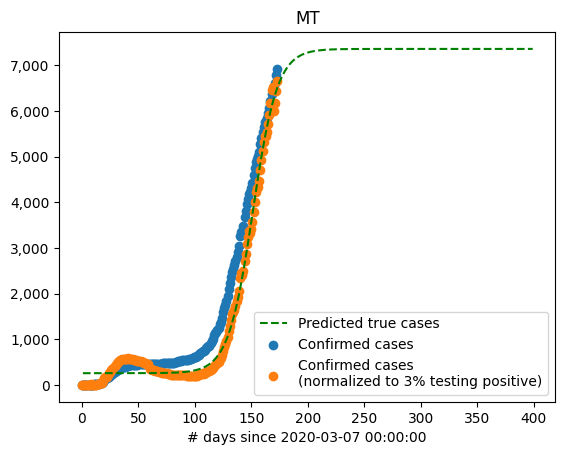 MT
7,000
6,000
5,000
4,000
3,000
2,000
1,000
0
Predicted true cases
Confirmed cases
Confirmed cases
(normalized to 3% testing positive)
0 50 100 150 200 250 300 350 400
# days since 2020-03-07 00:00:00